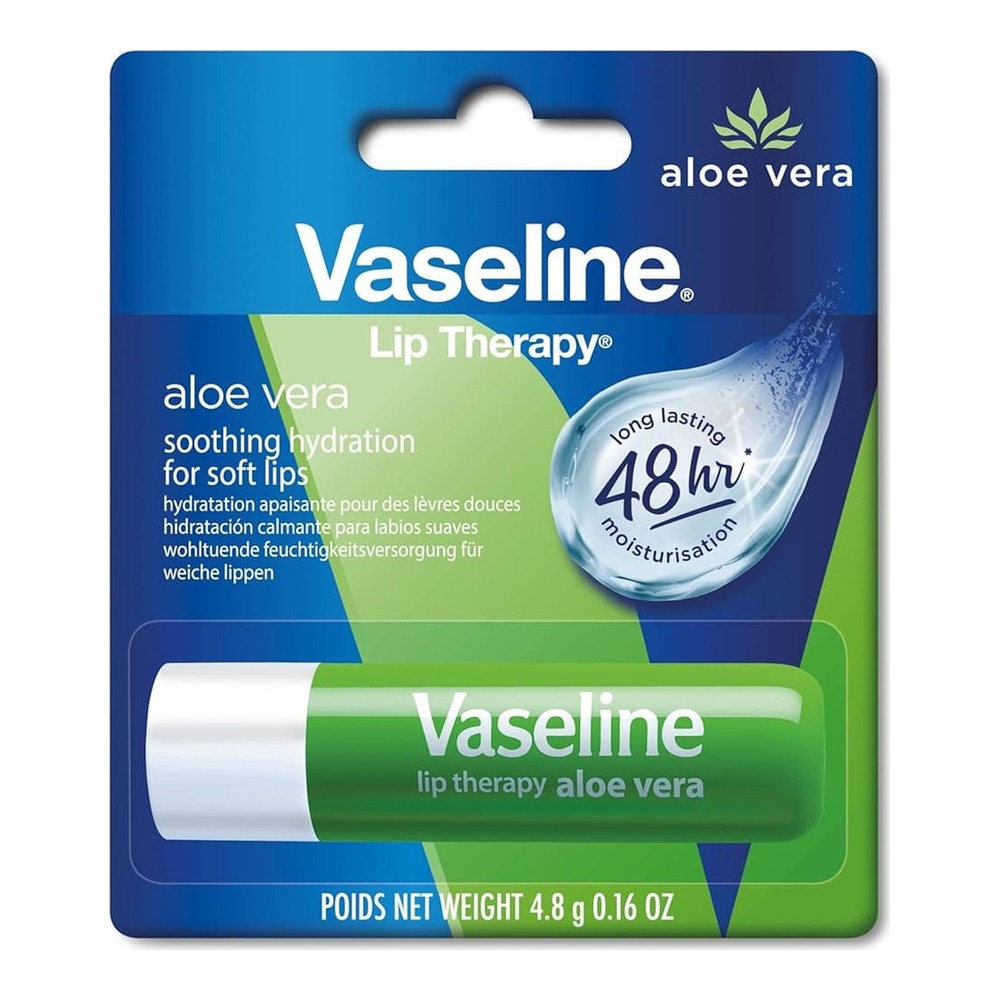 aloe vera
Vaseline®
Lip Therapy®
aloe vera
soothing hydration
for soft lips
hydratation apaisante pour des lèvres douces
hidratación calmante para labios suaves
wohltuende feuchtigkeitsversorgung für
weiche lippen
long lasting
48hr*
moisturisation
Vaseline
lip therapy aloe vera
POIDS NET WEIGHT 4.8 g 0.16 OZ